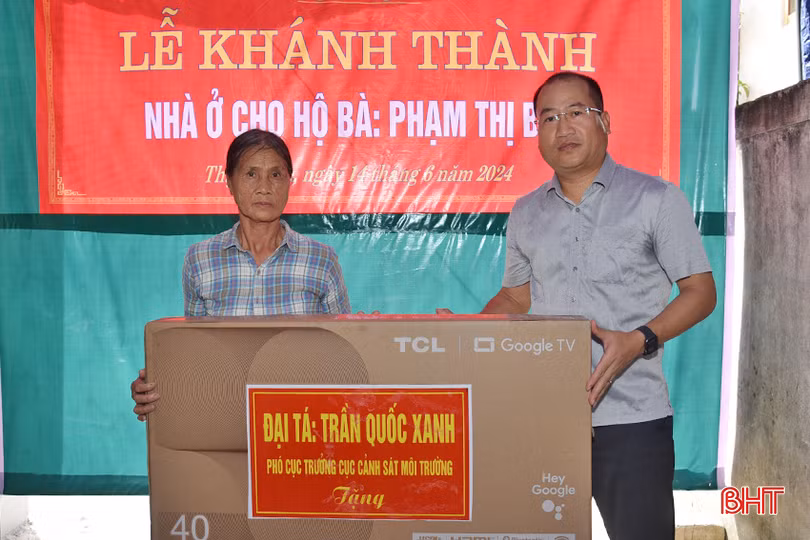 LỄ KHÁNH THÀNH
NHÀ Ở CHO HỘ BÀ: PHẠM THỊ
ngày 14 tháng 6 năm 2024
TCL Google TV
ĐẠI TÁ: TRẦN QUỐC XANH
PHÓ CỤC TRƯỞNG CỤC CẢNH SÁT MÔI TRƯỜNG
Tặng
Hey
Google
40
BHT